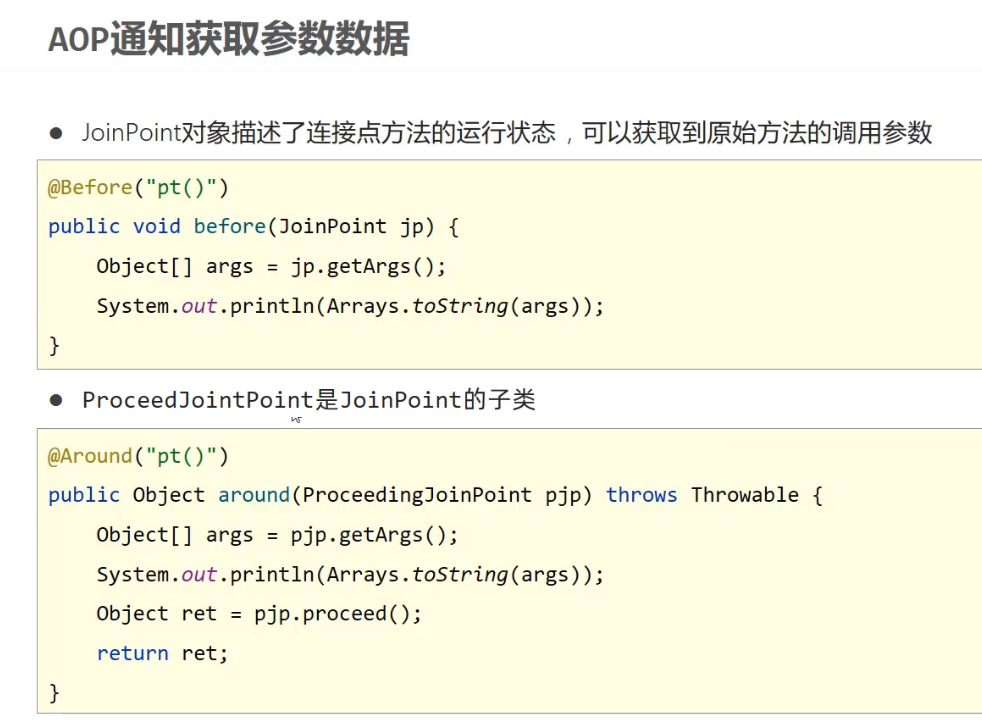 AOP通知获取参数数据
● JoinPoint对象描述了连接点方法的运行状态，可以获取到原始方法的调用参数
@Before("pt()")
public void before(JoinPoint jp) {
    Object[] args = jp.getArgs();
    System.out.println(Arrays.toString(args));
}
● ProceedJointPoint是JoinPoint的子类
@Around("pt()")
public Object around(ProceedingJoinPoint pjp) throws Throwable {
    Object[] args = pjp.getArgs();
    System.out.println(Arrays.toString(args));
    Object ret = pjp.proceed();
    return ret;
}